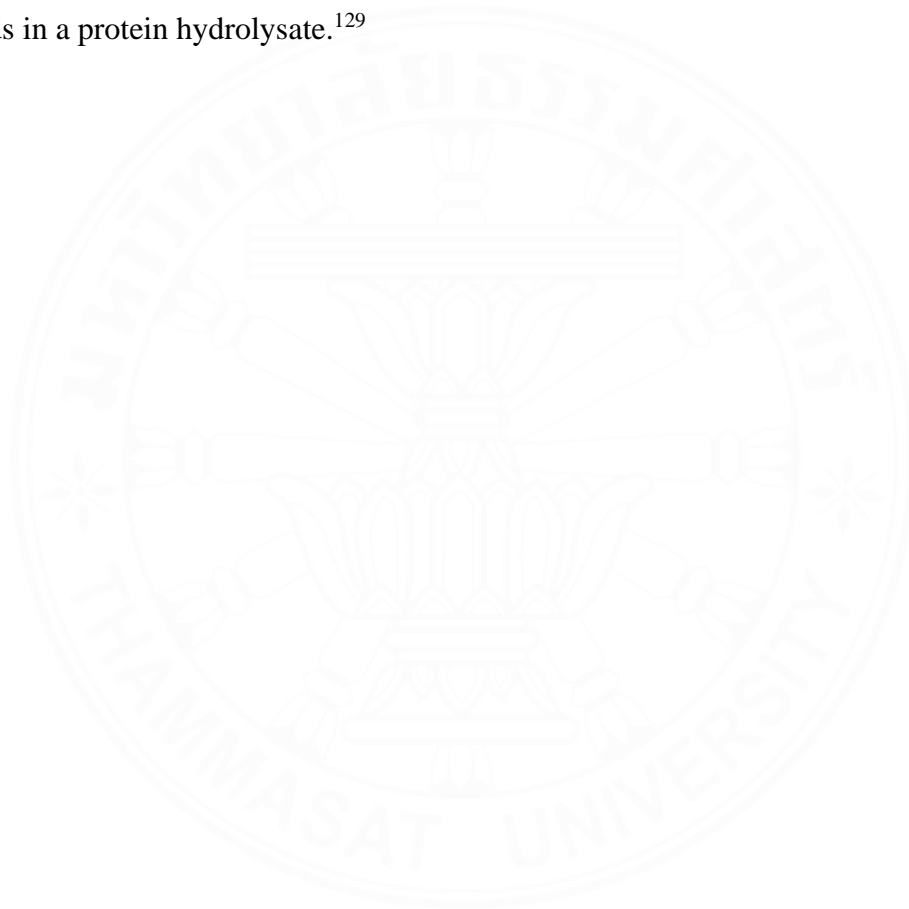 s in a protein hydrolysate.¹²⁹
มหาวิทยาลัยธรรมศาสตร์
THAMMASAT UNIVERSITY